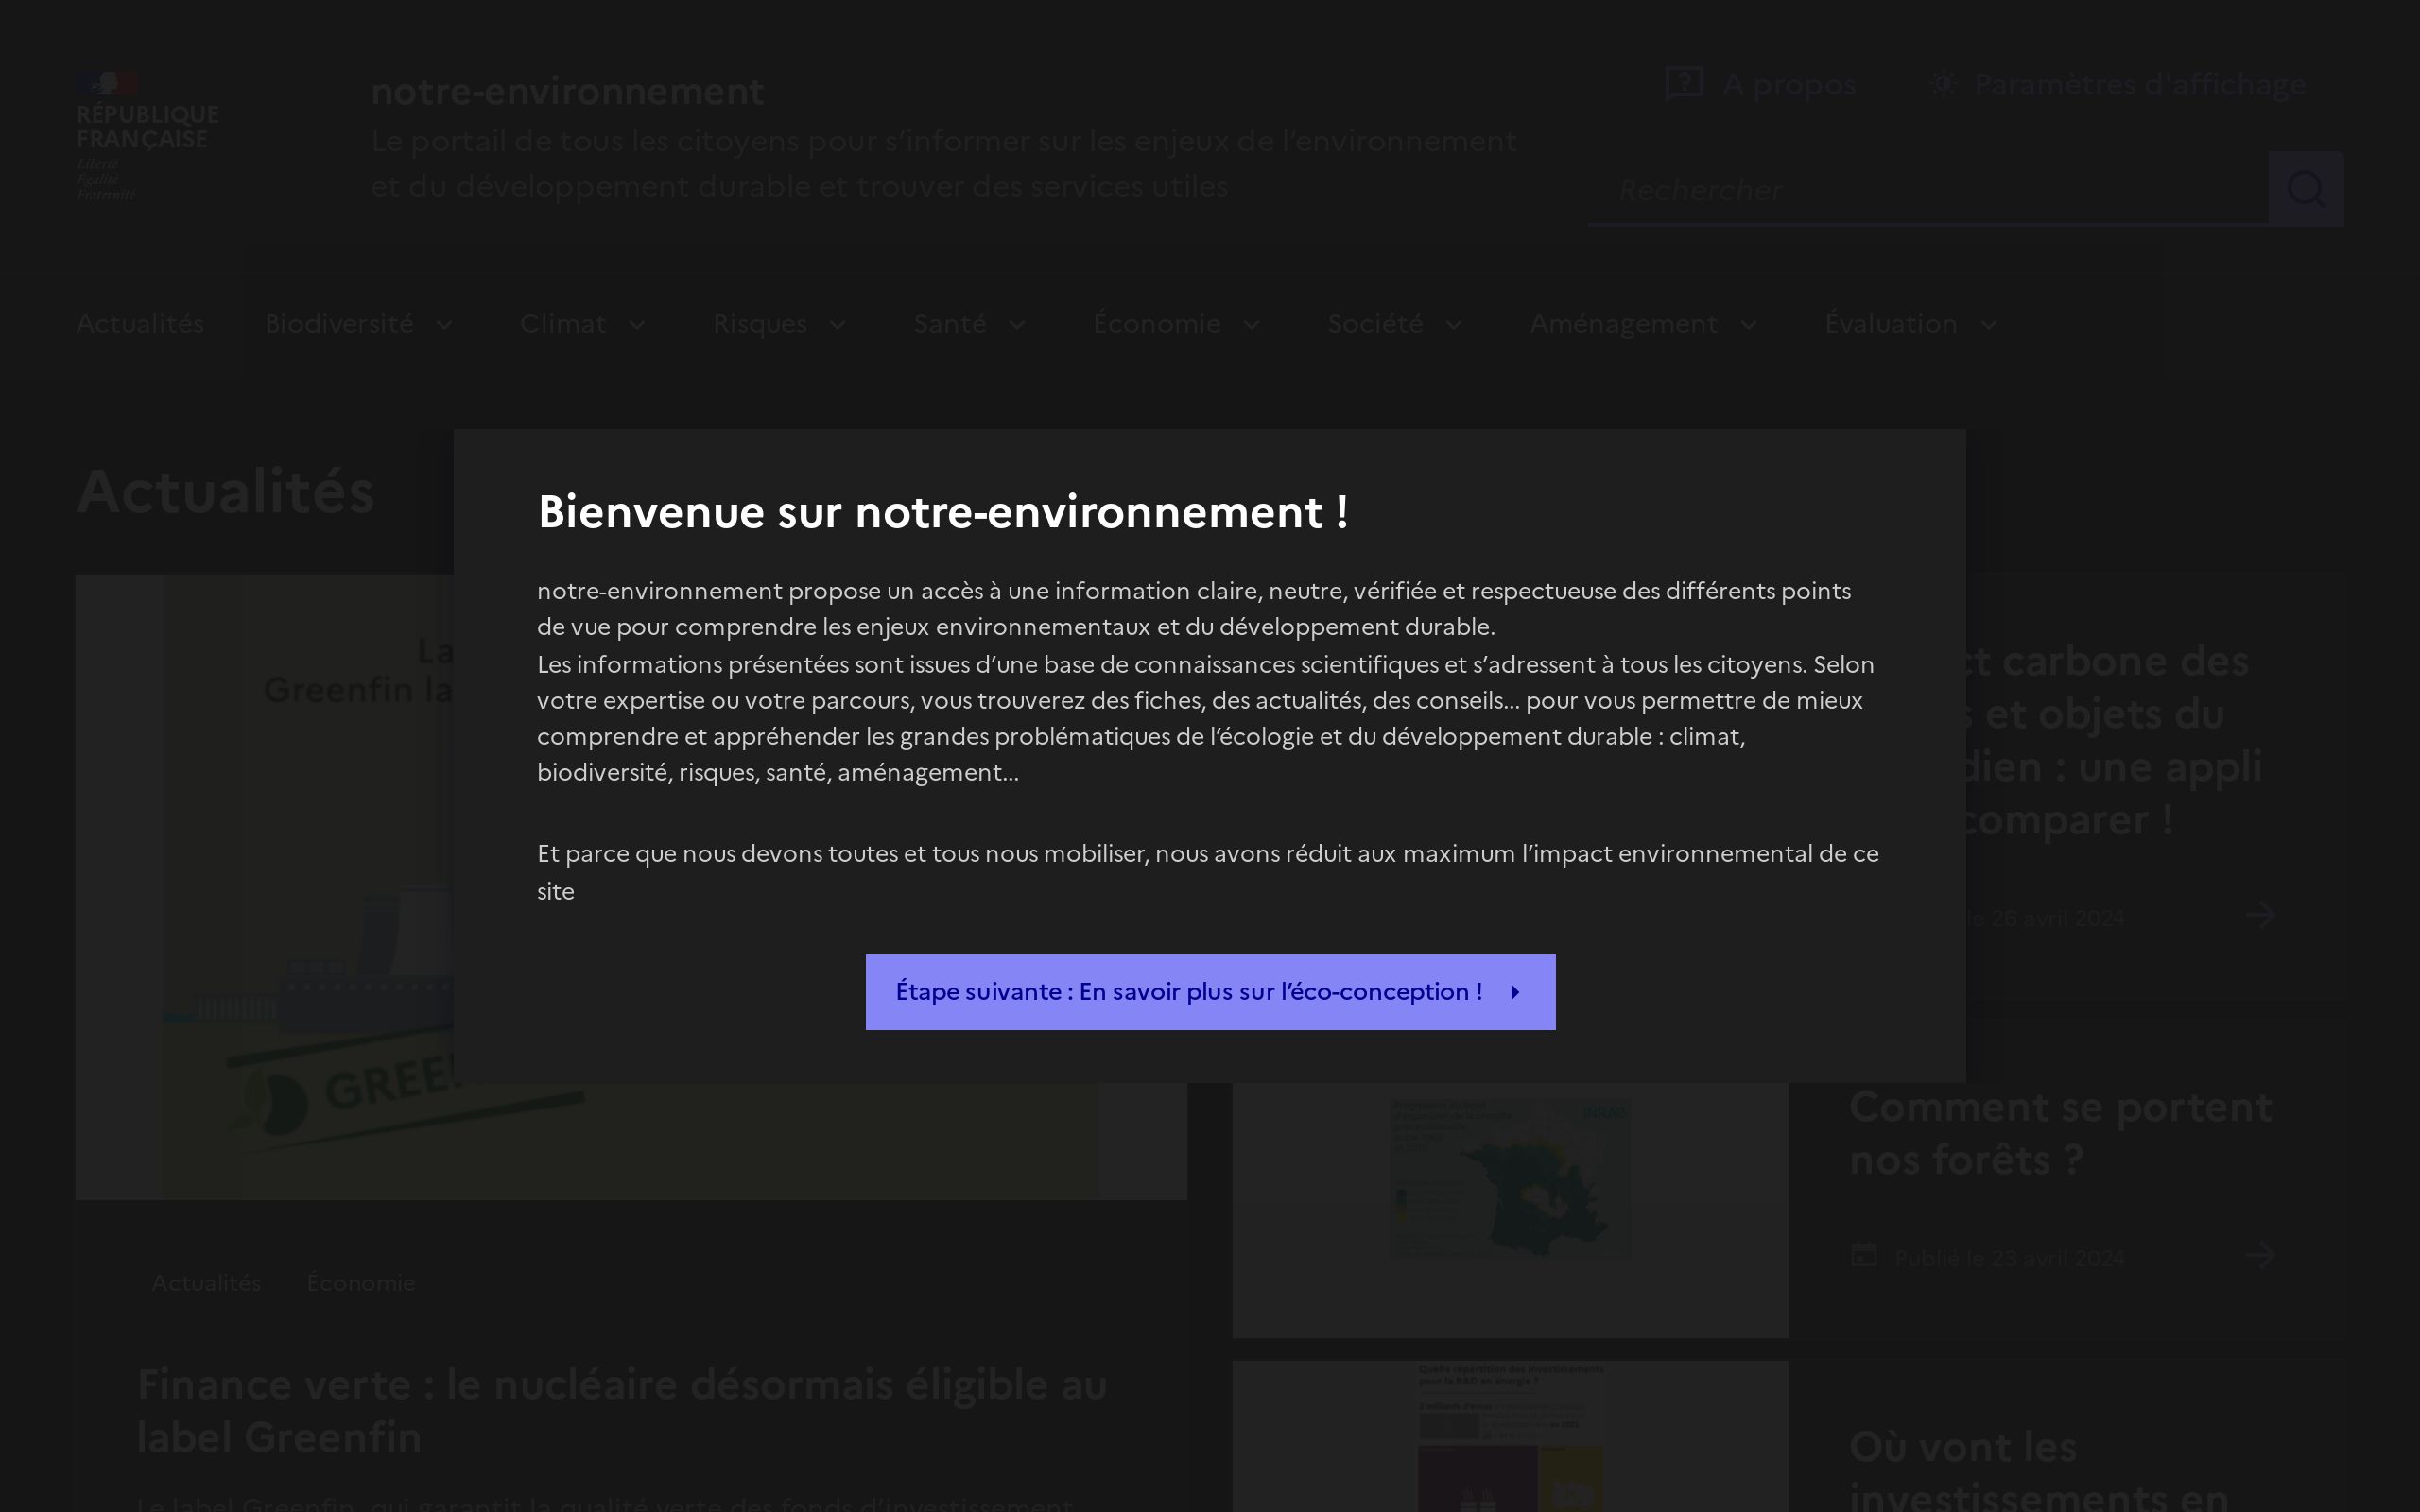 RÉPUBLIQUE
FRANÇAISE
Liberté
Égalité
Fraternité
notre-environnement
Le portail de tous les citoyens pour s’informer sur les enjeux de l’environnement
et du développement durable et trouver des services utiles
A propos
Paramètres d'affichage
Rechercher
Actualités
Biodiversité
Climat
Risques
Santé
Économie
Société
Aménagement
Évaluation
Actualités
Bienvenue sur notre-environnement !
notre-environnement propose un accès à une information claire, neutre, vérifiée et respectueuse des différents points
de vue pour comprendre les enjeux environnementaux et du développement durable.
Les informations présentées sont issues d’une base de connaissances scientifiques et s’adressent à tous les citoyens. Selon
votre expertise ou votre parcours, vous trouverez des fiches, des actualités, des conseils... pour vous permettre de mieux
comprendre et appréhender les grandes problématiques de l’écologie et du développement durable : climat,
biodiversité, risques, santé, aménagement...
Et parce que nous devons toutes et tous nous mobiliser, nous avons réduit aux maximum l’impact environnemental de ce
site
Étape suivante : En savoir plus sur l’éco-conception !
La
Greenfin la
GREE
Actualités
Économie
Finance verte : le nucléaire désormais éligible au
label Greenfin
Le label Greenfin, qui garantit la qualité verte des fonds d’investissement,
ct carbone des
s et objets du
dien : une appli
comparer !
le 26 avril 2024
INRAE
Comment se portent
nos forêts ?
Publié le 23 avril 2024
Quelle répartition des investissements
pour la R&D en énergie ?
Où vont les
investissements en